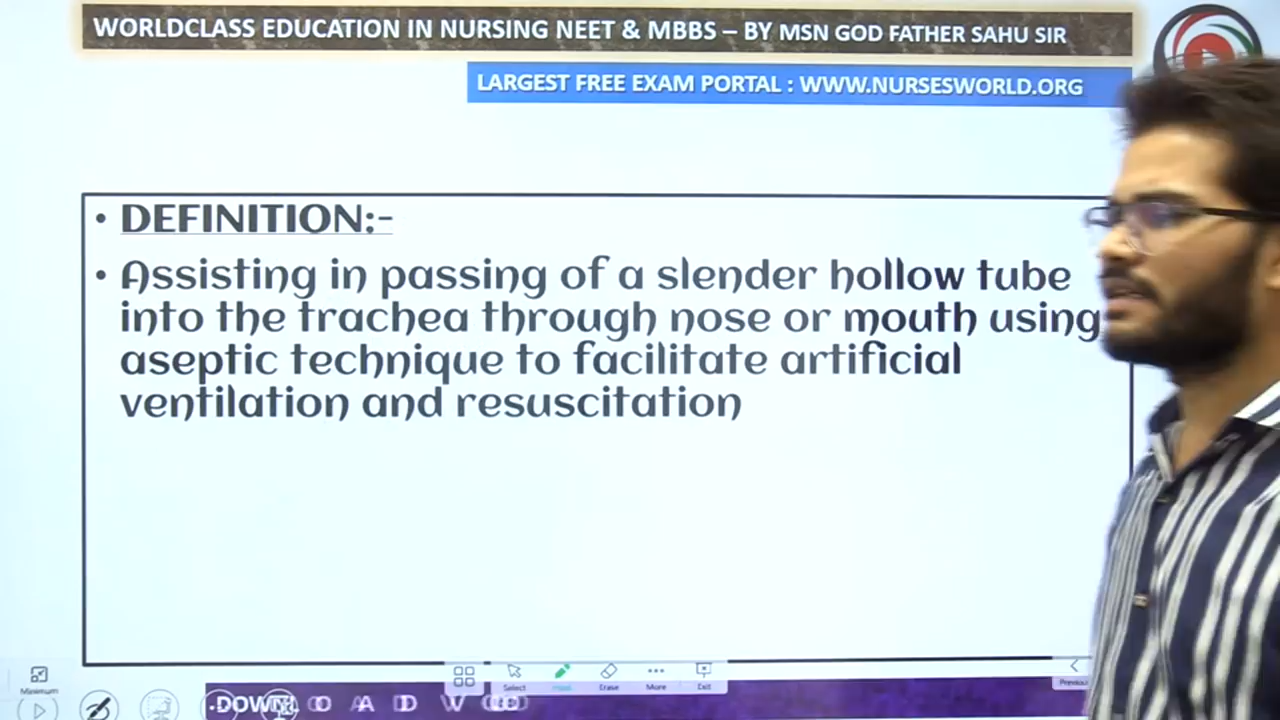 WORLDCLASS EDUCATION IN NURSING NEET & MBBS – BY MSN GOD FATHER SAHU SIR
LARGEST FREE EXAM PORTAL : WWW.NURSESWORLD.ORG
• DEFINITION:-
• Assisting in passing of a slender hollow tube
into the trachea through nose or mouth using
aseptic technique to facilitate artificial
ventilation and resuscitation
Select
Erase
More
Exit
Minimum